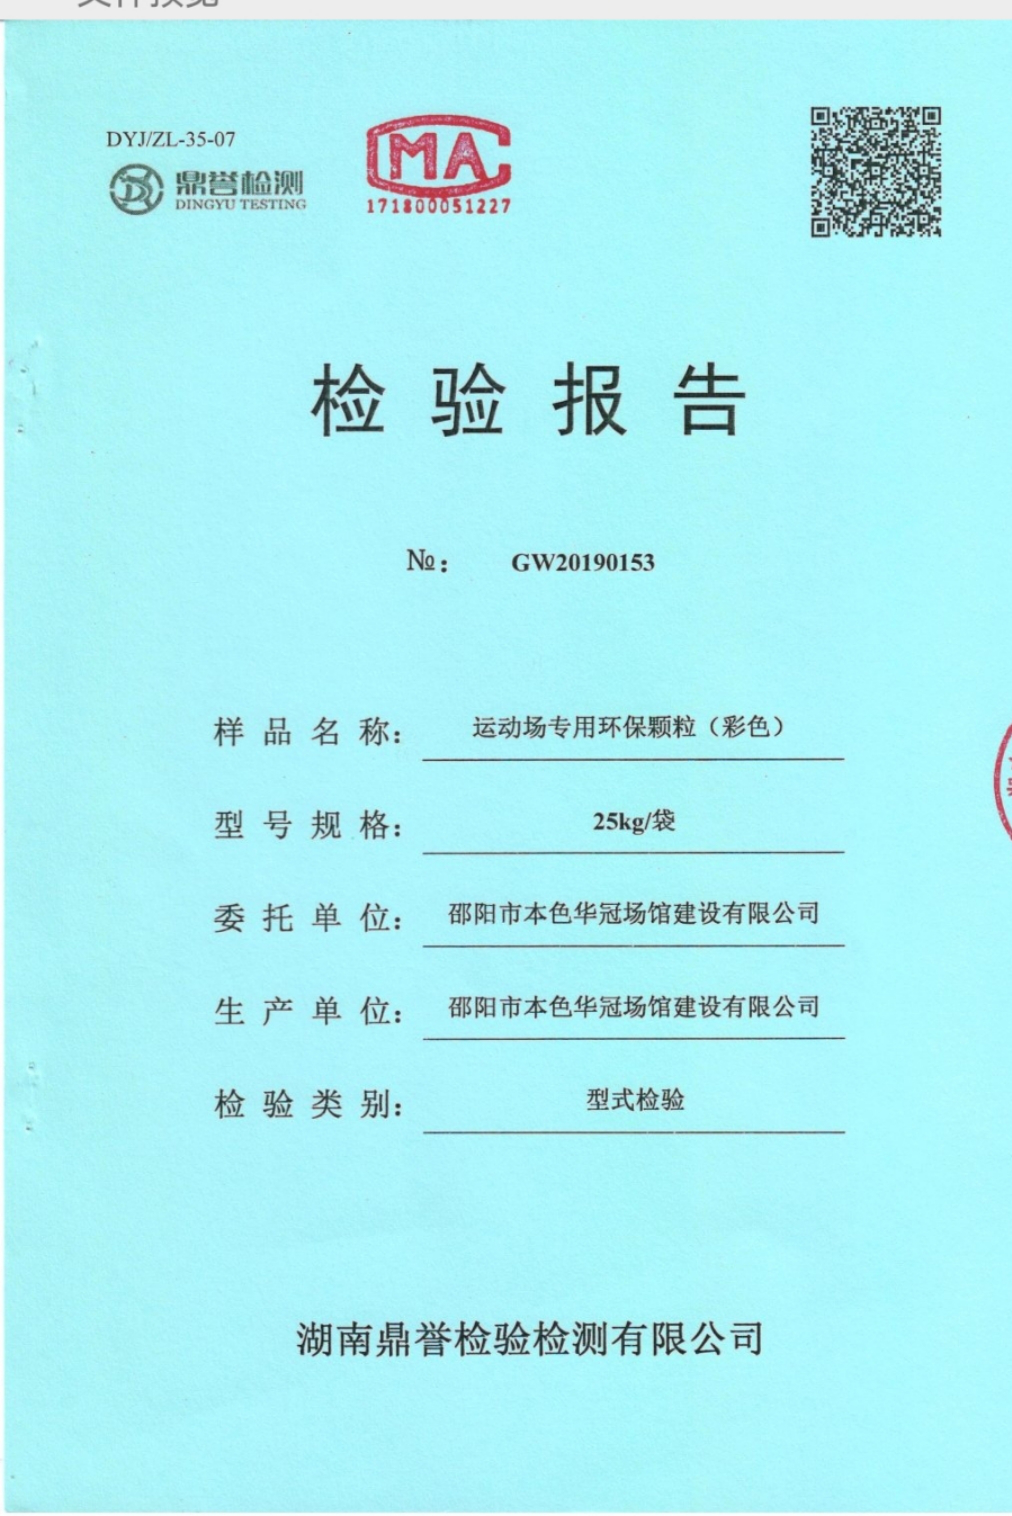 DYJ/ZL-35-07
鼎誉检测
DINGYU TESTING
MA
171800051227
检验报告
№： GW20190153
样品名称： 运动场专用环保颗粒（彩色）
型号规格： 25kg/袋
委托单位： 邵阳市本色华冠场馆建设有限公司
生产单位： 邵阳市本色华冠场馆建设有限公司
检验类别： 型式检验
湖南鼎誉检验检测有限公司